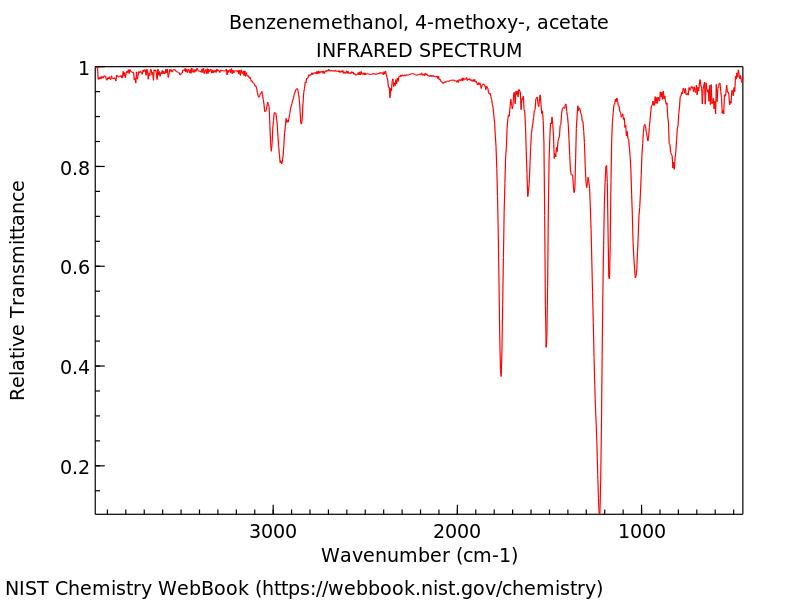 Benzenemethanol, 4-methoxy-, acetate
INFRARED SPECTRUM
1
0.8
0.6
0.4
0.2
Relative Transmittance
3000 2000 1000
Wavenumber (cm-1)
NIST Chemistry WebBook (https://webbook.nist.gov/chemistry)